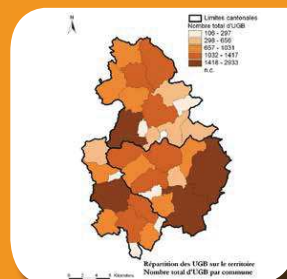 Limites cantonales
Nombre total d'UGB
106 - 297
298 - 656
657 - 1031
1032 - 1417
1418 - 2933
n.c.
Répartition des UGB sur le territoire
Nombre total d'UGB par commune
Kilomètres